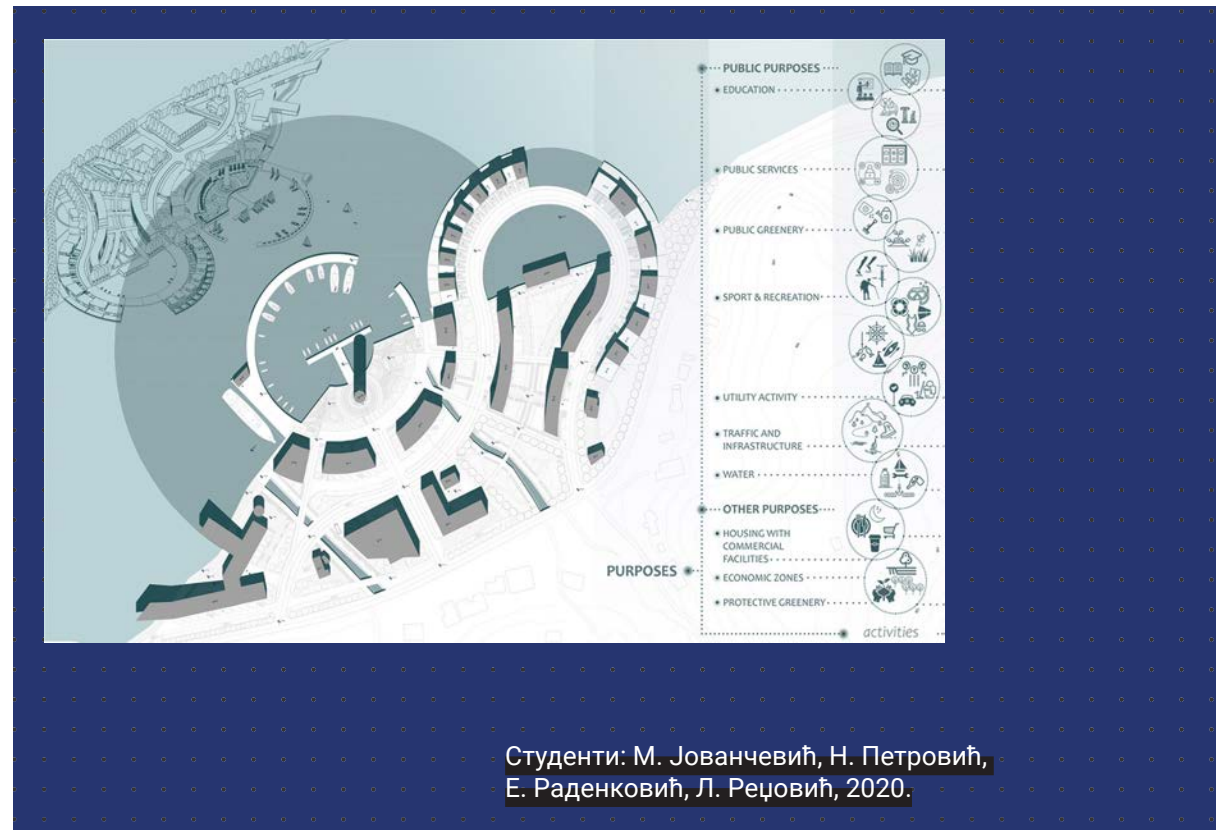 PUBLIC PURPOSES
EDUCATION
PUBLIC SERVICES
PUBLIC GREENERY
SPORT & RECREATION
UTILITY ACTIVITY
TRAFFIC AND
INFRASTRUCTURE
WATER
OTHER PURPOSES
HOUSING WITH
COMMERCIAL
FACILITIES
PURPOSES
ECONOMIC ZONES
PROTECTIVE GREENERY
activities
Студенти: М. Јованчевић, Н. Петровић,
Е. Раденковић, Л. Реџовић, 2020.